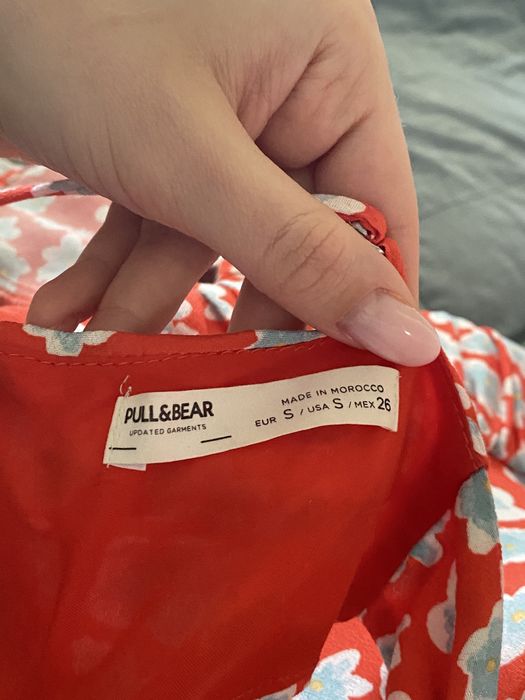 PULL&BEAR
UPDATED GARMENTS
MADE IN MOROCCO
EUR S / USA S / MEX 26